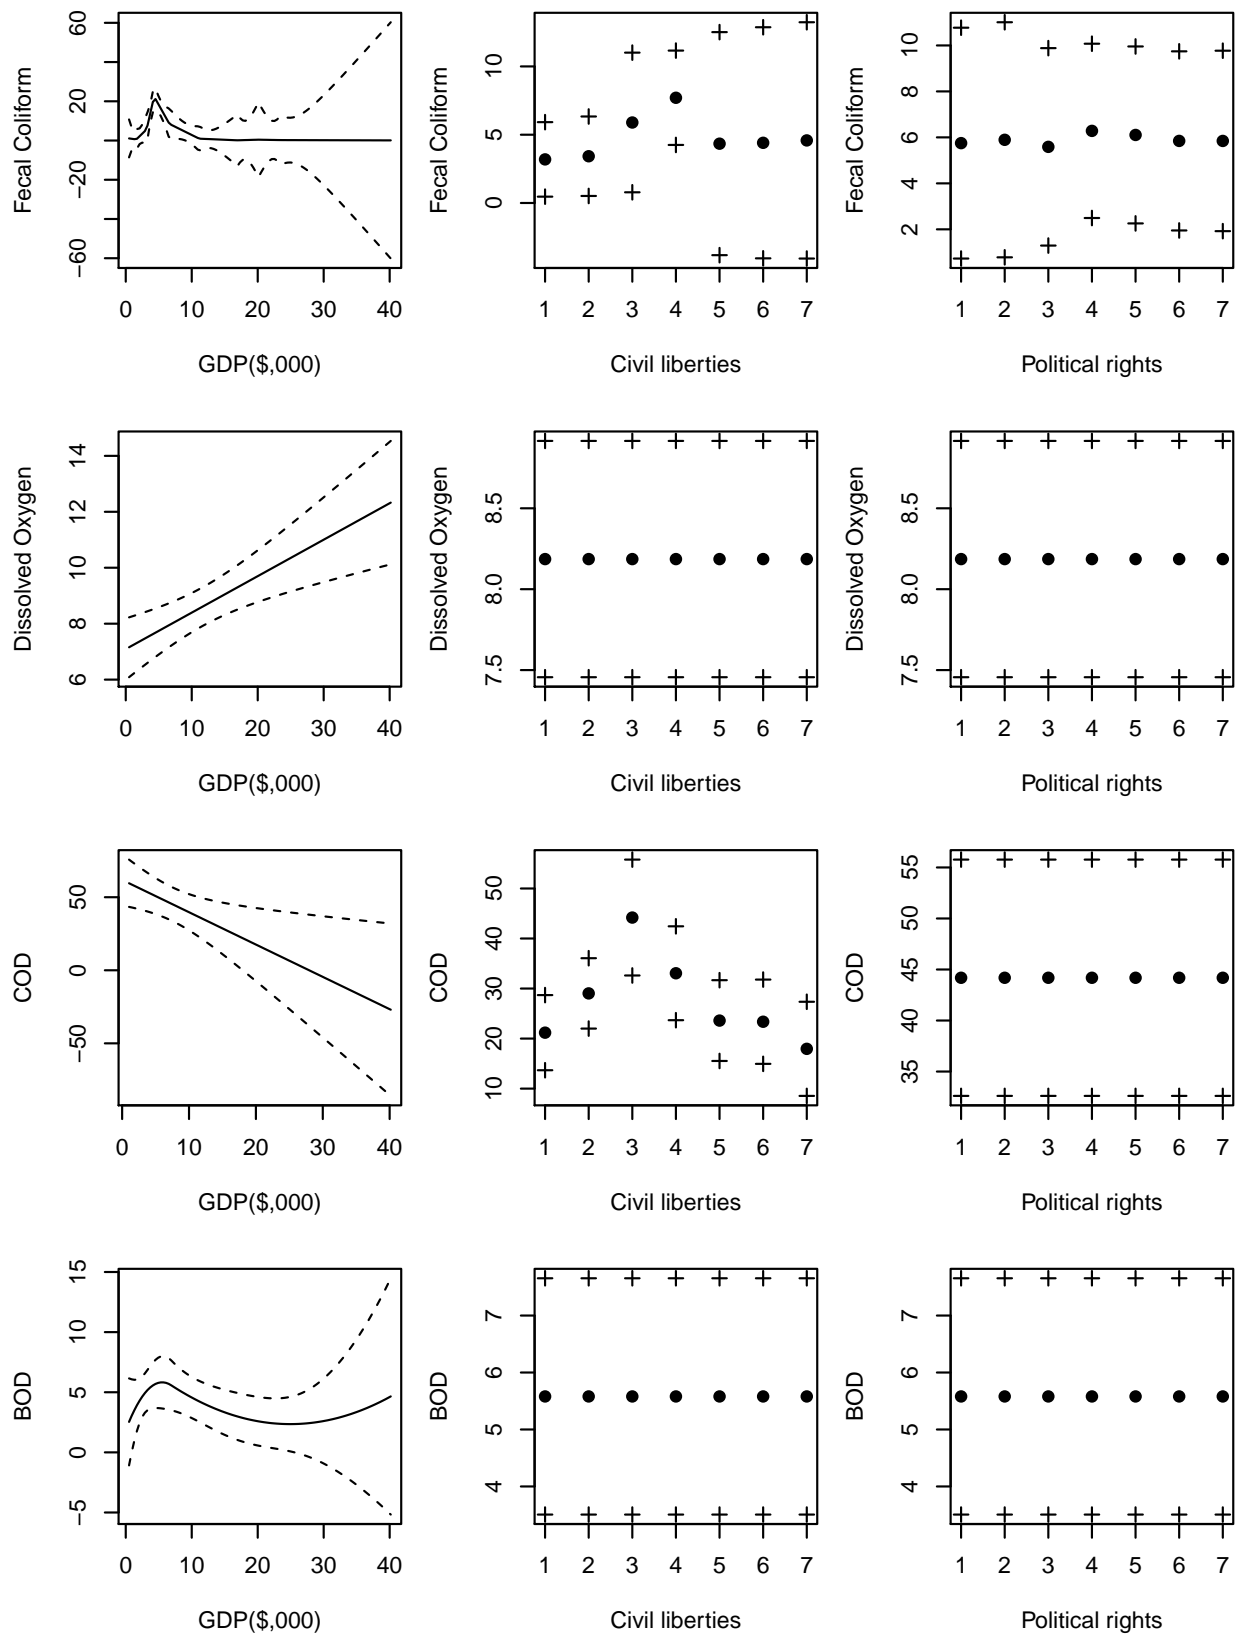 Fecal Coliform
60
20
−20
−60
0 10 20 30 40
GDP($,000)
Fecal Coliform
10
5
0
1 2 3 4 5 6 7
Civil liberties
Fecal Coliform
10
8
6
4
2
1 2 3 4 5 6 7
Political rights
Dissolved Oxygen
14
12
10
8
6
0 10 20 30 40
GDP($,000)
Dissolved Oxygen
8.5
8.0
7.5
1 2 3 4 5 6 7
Civil liberties
Dissolved Oxygen
8.5
8.0
7.5
1 2 3 4 5 6 7
Political rights
COD
50
0
−50
0 10 20 30 40
GDP($,000)
COD
50
40
30
20
10
1 2 3 4 5 6 7
Civil liberties
COD
55
50
45
40
35
1 2 3 4 5 6 7
Political rights
BOD
15
10
5
0
−5
0 10 20 30 40
GDP($,000)
BOD
7
6
5
4
1 2 3 4 5 6 7
Civil liberties
BOD
7
6
5
4
1 2 3 4 5 6 7
Political rights